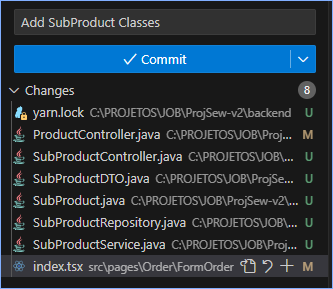 Add SubProduct Classes
Commit
Changes 8
yarn.lock C:\PROJETOS\JOB\ProjSew-v2\backend U
ProductController.java C:\PROJETOS\JOB\Proj... M
SubProductController.java C:\PROJETOS\JOB\... U
SubProductDTO.java C:\PROJETOS\JOB\ProjS... U
SubProduct.java C:\PROJETOS\JOB\ProjSew-v2\... U
SubProductRepository.java C:\PROJETOS\JOB\... U
SubProductService.java C:\PROJETOS\JOB\Pro... U
index.tsx src\pages\Order\FormOrder M